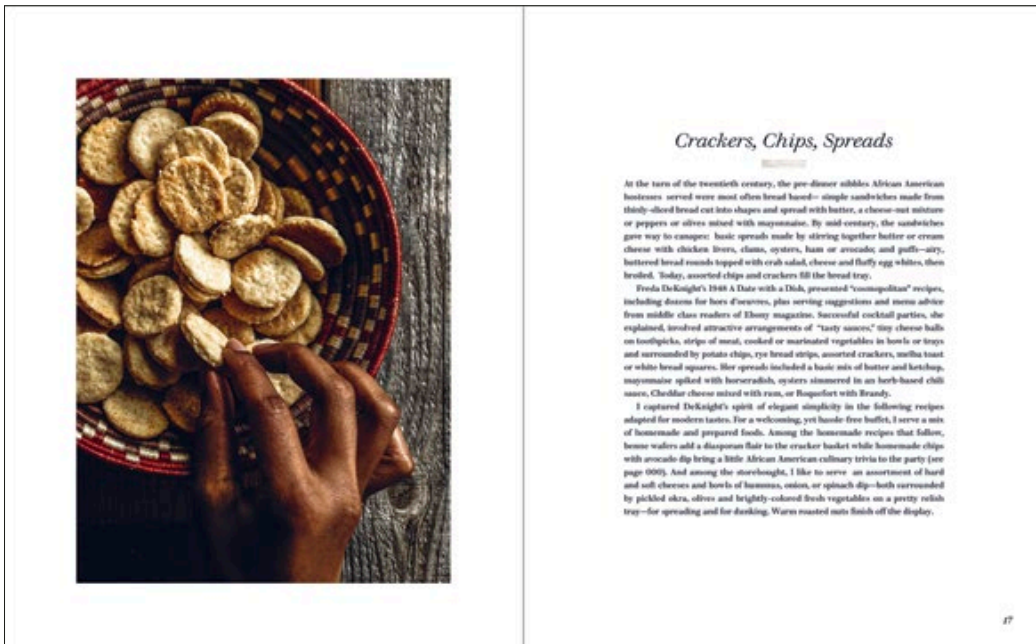 Crackers, Chips, Spreads
At the turn of the twentieth century, the pre-dinner nibbles African American
hostesses served were most often bread based— simple sandwiches made from
thinly-sliced bread cut into shapes and spread with butter, a cheese-nut mixture
or peppers or olives mixed with mayonnaise. By mid-century, the sandwiches
gave way to canapes: basic spreads made by stirring together butter or cream
cheese with chicken livers, clams, oysters, ham or avocado; and puffs—airy,
buttered bread rounds topped with crab salad, cheese and fluffy egg whites, then
broiled. Today, assorted chips and crackers fill the bread tray.
Freda DeKnight's 1948 A Date with a Dish, presented "cosmopolitan" recipes,
including dozens for hors d'oeuvres, plus serving suggestions and menu advice
from middle class readers of Ebony magazine. Successful cocktail parties, she
explained, involved attractive arrangements of "tasty sauces," tiny cheese balls
on toothpicks, strips of meat, cooked or marinated vegetables in bowls or trays
and surrounded by potato chips, rye bread strips, assorted crackers, melba toast
or white bread squares. Her spreads included a basic mix of butter and ketchup,
mayonnaise spiked with horseradish, oysters simmered in an herb-based chili
sauce, Cheddar cheese mixed with rum, or Roquefort with Brandy.
I captured DeKnight's spirit of elegant simplicity in the following recipes
adapted for modern tastes. For a welcoming, yet hassle-free buffet, I serve a mix
of homemade and prepared foods. Among the homemade recipes that follow,
benne wafers add a diasporan flair to the cracker basket while homemade chips
with avocado dip bring a little African American culinary trivia to the party (see
page 000). And among the storebought, I like to serve an assortment of hard
and soft cheeses and bowls of hummus, onion, or spinach dip—both surrounded
by pickled okra, olives and brightly-colored fresh vegetables on a pretty relish
tray—for spreading and for dunking. Warm roasted nuts finish off the display.
17